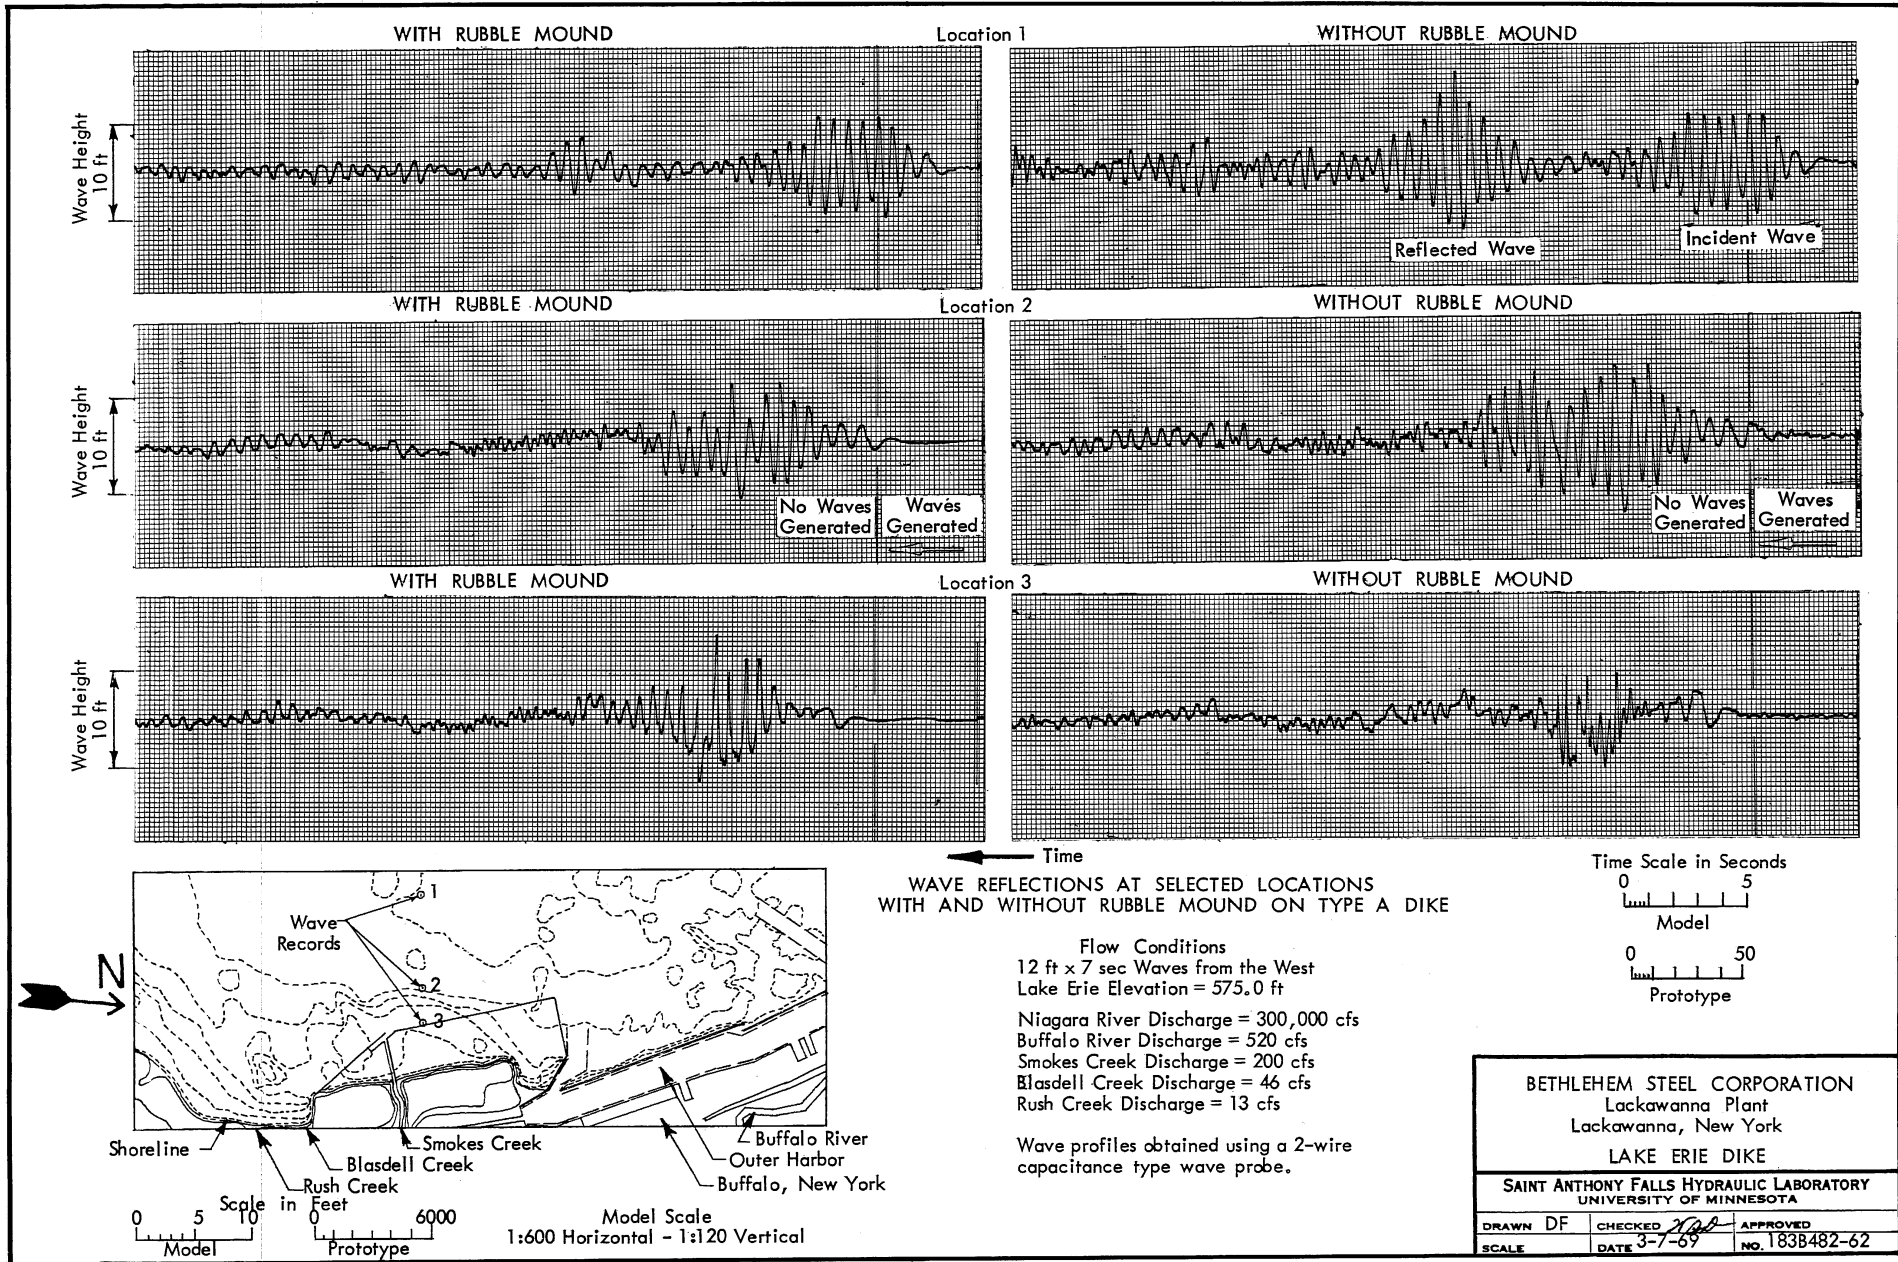 WITH RUBBLE MOUND
Location 1
WITHOUT RUBBLE MOUND
Wave Height
10 ft
Reflected Wave
Incident Wave
WITH RUBBLE MOUND
Location 2
WITHOUT RUBBLE MOUND
Wave Height
10 ft
No Waves
Generated
Waves
Generated
No Waves
Generated
Waves
Generated
WITH RUBBLE MOUND
Location 3
WITHOUT RUBBLE MOUND
Wave Height
10 ft
Time
WAVE REFLECTIONS AT SELECTED LOCATIONS
WITH AND WITHOUT RUBBLE MOUND ON TYPE A DIKE
Time Scale in Seconds
0 5
Model
0 50
Prototype
Flow Conditions
12 ft x 7 sec Waves from the West
Lake Erie Elevation = 575.0 ft
Niagara River Discharge = 300,000 cfs
Buffalo River Discharge = 520 cfs
Smokes Creek Discharge = 200 cfs
Blasdell Creek Discharge = 46 cfs
Rush Creek Discharge = 13 cfs
Wave profiles obtained using a 2-wire
capacitance type wave probe.
N
Wave
Records
1
2
3
Shoreline
Rush Creek
Blasdell Creek
Smokes Creek
Buffalo River
Outer Harbor
Buffalo, New York
Scale in Feet
0 5 10
Model
0 6000
Prototype
Model Scale
1:600 Horizontal - 1:120 Vertical
BETHLEHEM STEEL CORPORATION
Lackawanna Plant
Lackawanna, New York
LAKE ERIE DIKE
SAINT ANTHONY FALLS HYDRAULIC LABORATORY
UNIVERSITY OF MINNESOTA
DRAWN DF
CHECKED
APPROVED
SCALE
DATE 3-7-69
NO. 183B482-62